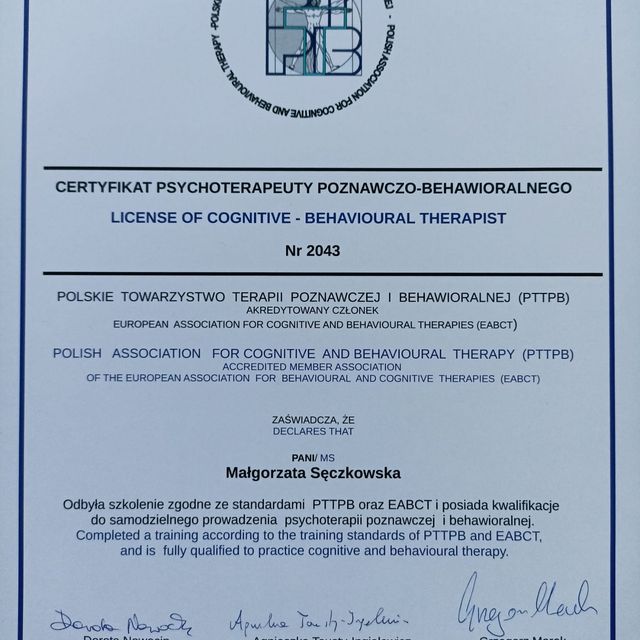 POLISH ASSOCIATION FOR COGNITIVE AND BEHAVIOURAL THERAPY
CERTYFIKAT PSYCHOTERAPEUTY POZNAWCZO-BEHAWIORALNEGO
LICENSE OF COGNITIVE - BEHAVIOURAL THERAPIST
Nr 2043
POLSKIE TOWARZYSTWO TERAPII POZNAWCZEJ I BEHAWIORALNEJ (PTTPB)
AKREDYTOWANY CZŁONEK
EUROPEAN ASSOCIATION FOR COGNITIVE AND BEHAVIOURAL THERAPIES (EABCT)
POLISH ASSOCIATION FOR COGNITIVE AND BEHAVIOURAL THERAPY (PTTPB)
ACCREDITED MEMBER ASSOCIATION
OF THE EUROPEAN ASSOCIATION FOR BEHAVIOURAL AND COGNITIVE THERAPIES (EABCT)
ZAŚWIADCZA, ŻE
DECLARES THAT
PANI/ MS
Małgorzata Sęczkowska
Odbyła szkolenie zgodne ze standardami PTTPB oraz EABCT i posiada kwalifikacje
do samodzielnego prowadzenia psychoterapii poznawczej i behawioralnej.
Completed a training according to the training standards of PTTPB and EABCT,
and is fully qualified to practice cognitive and behavioural therapy.